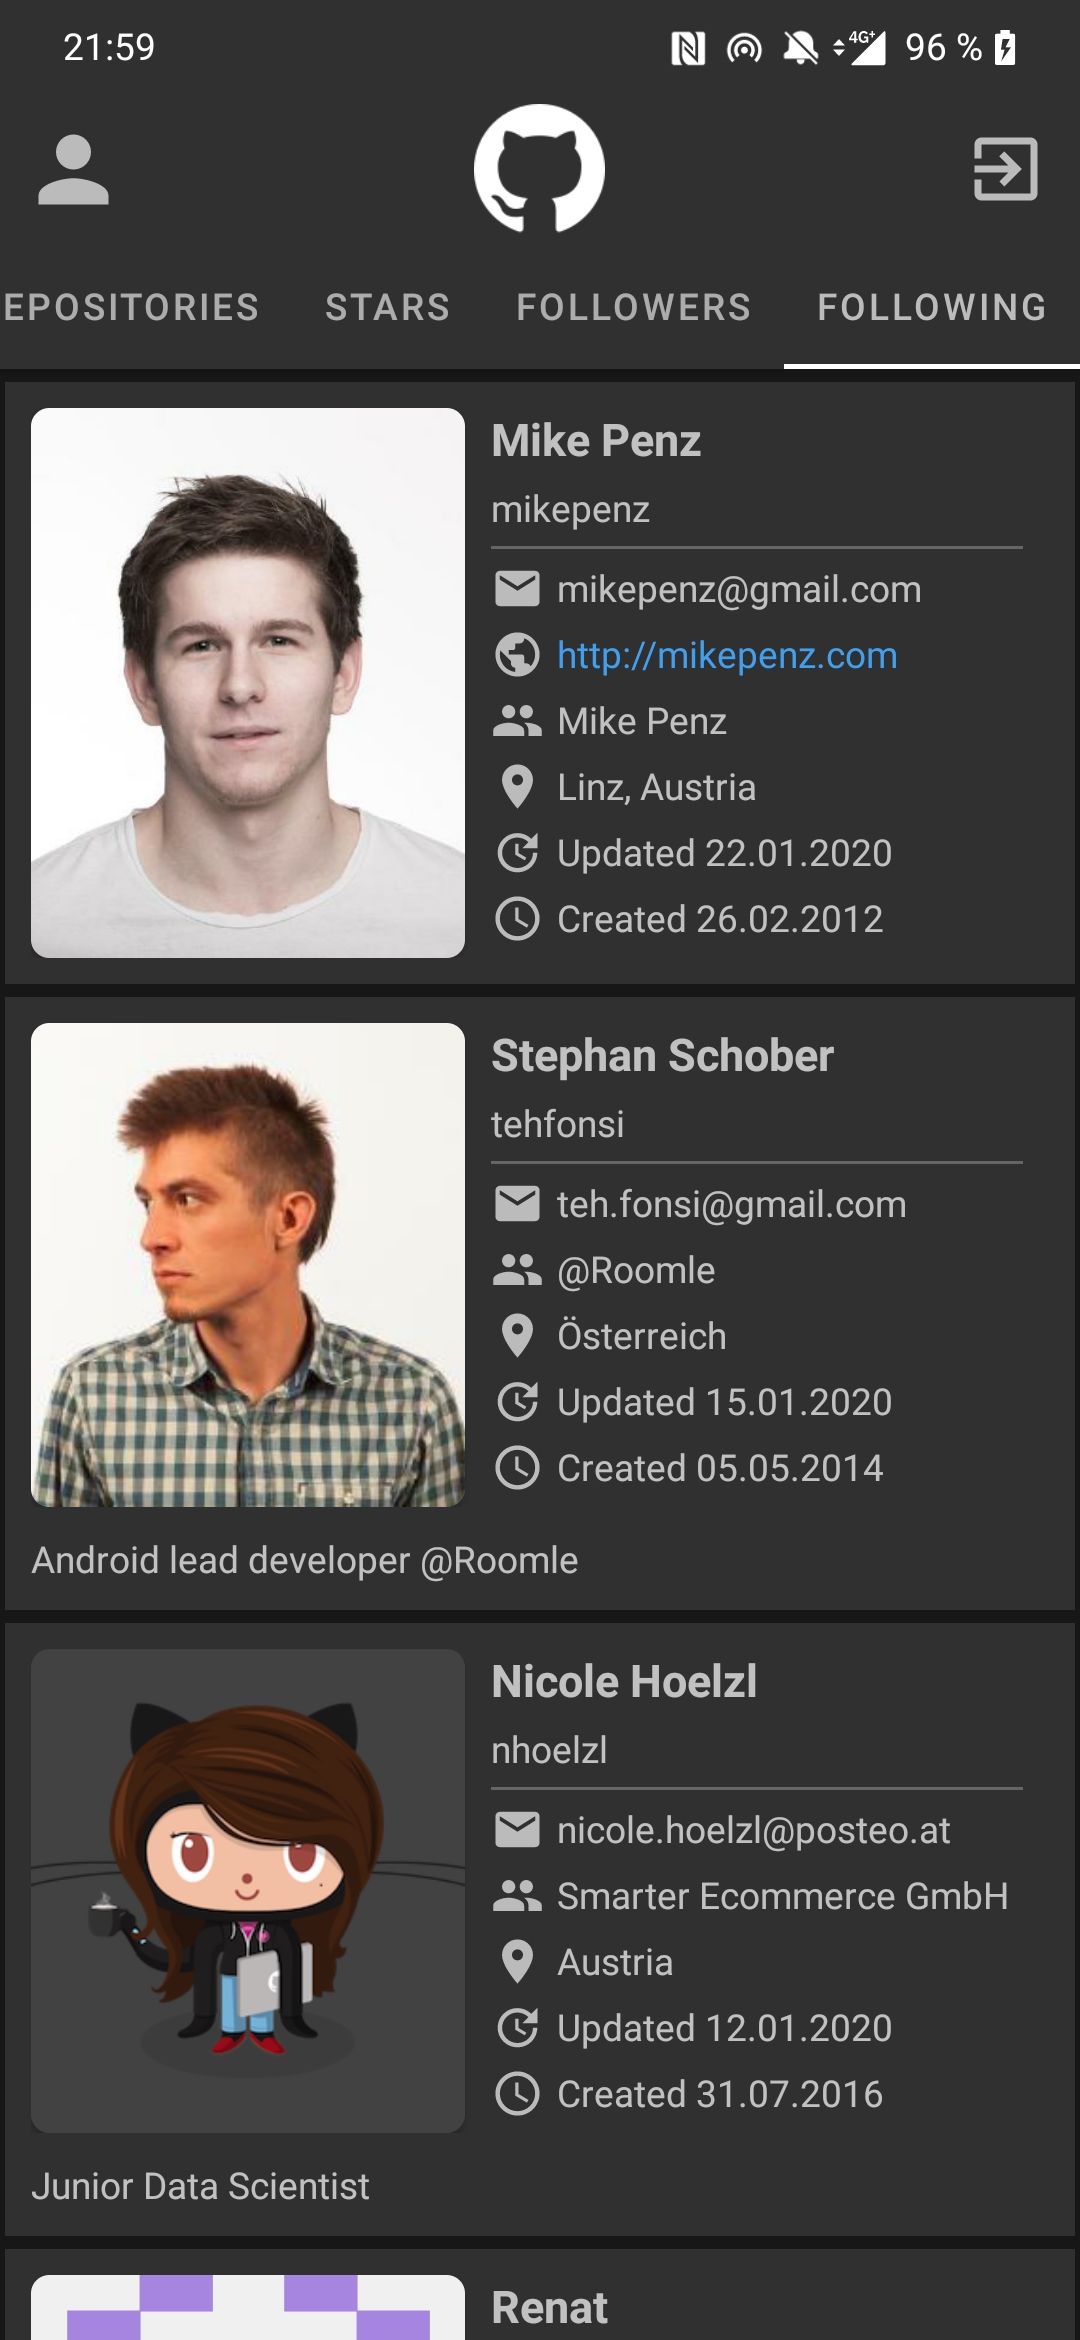 21:59
4G+ 96 %
EPOSITORIES STARS FOLLOWERS FOLLOWING
Mike Penz
mikepenz
mikepenz@gmail.com
http://mikepenz.com
Mike Penz
Linz, Austria
Updated 22.01.2020
Created 26.02.2012
Stephan Schober
tehfonsi
teh.fonsi@gmail.com
@Roomle
Österreich
Updated 15.01.2020
Created 05.05.2014
Android lead developer @Roomle
Nicole Hoelzl
nhoelzl
nicole.hoelzl@posteo.at
Smarter Ecommerce GmbH
Austria
Updated 12.01.2020
Created 31.07.2016
Junior Data Scientist
Renat